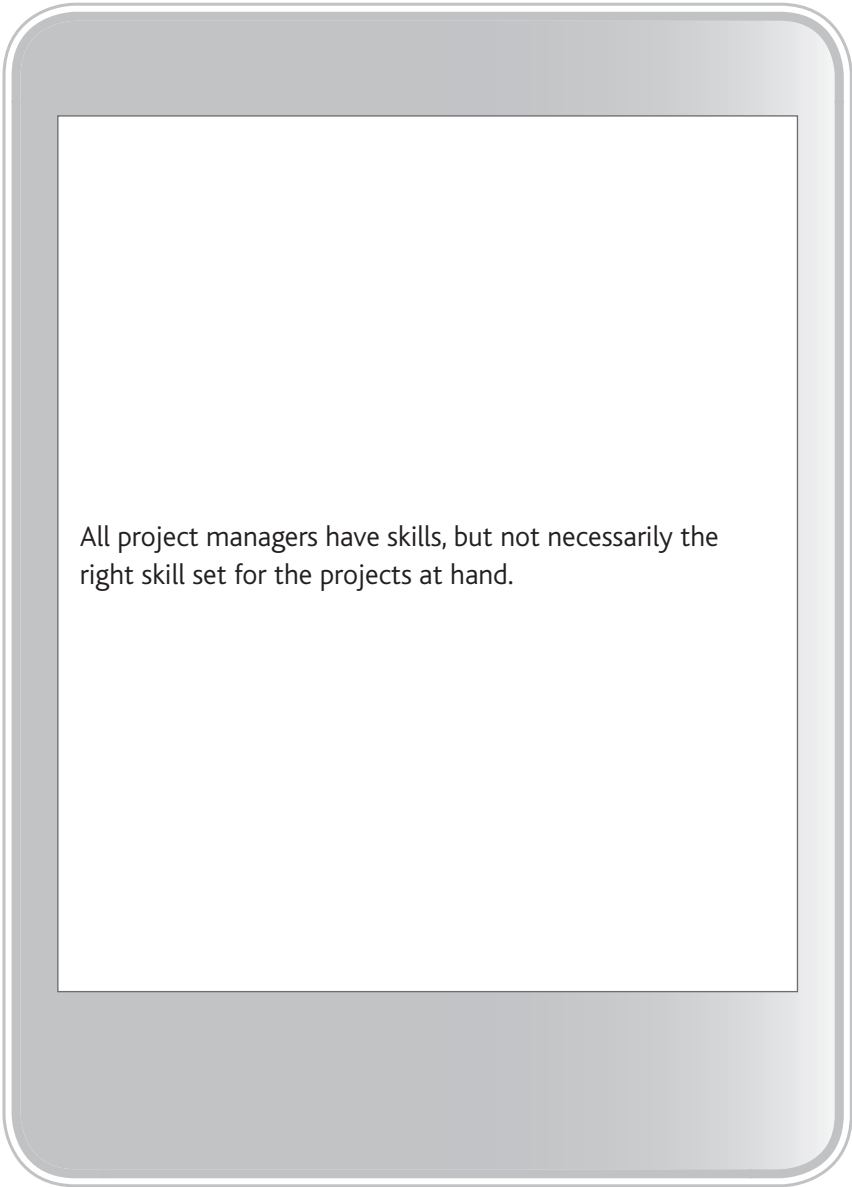 All project managers have skills, but not necessarily the
right skill set for the projects at hand.